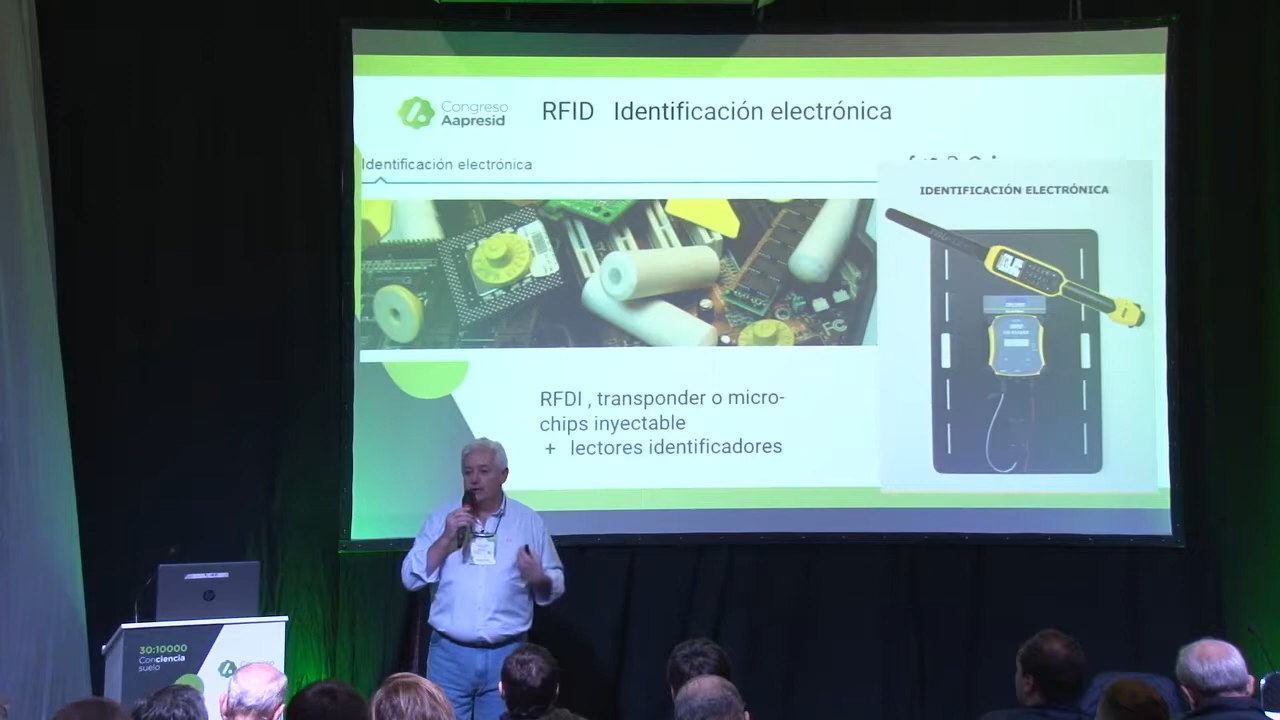 Congreso
Aapresid
RFID Identificación electrónica
Identificación electrónica
IDENTIFICACIÓN ELECTRÓNICA
RFDI , transponder o micro-
chips inyectable
+ lectores identificadores
30:10000
Conciencia
suelo
hp